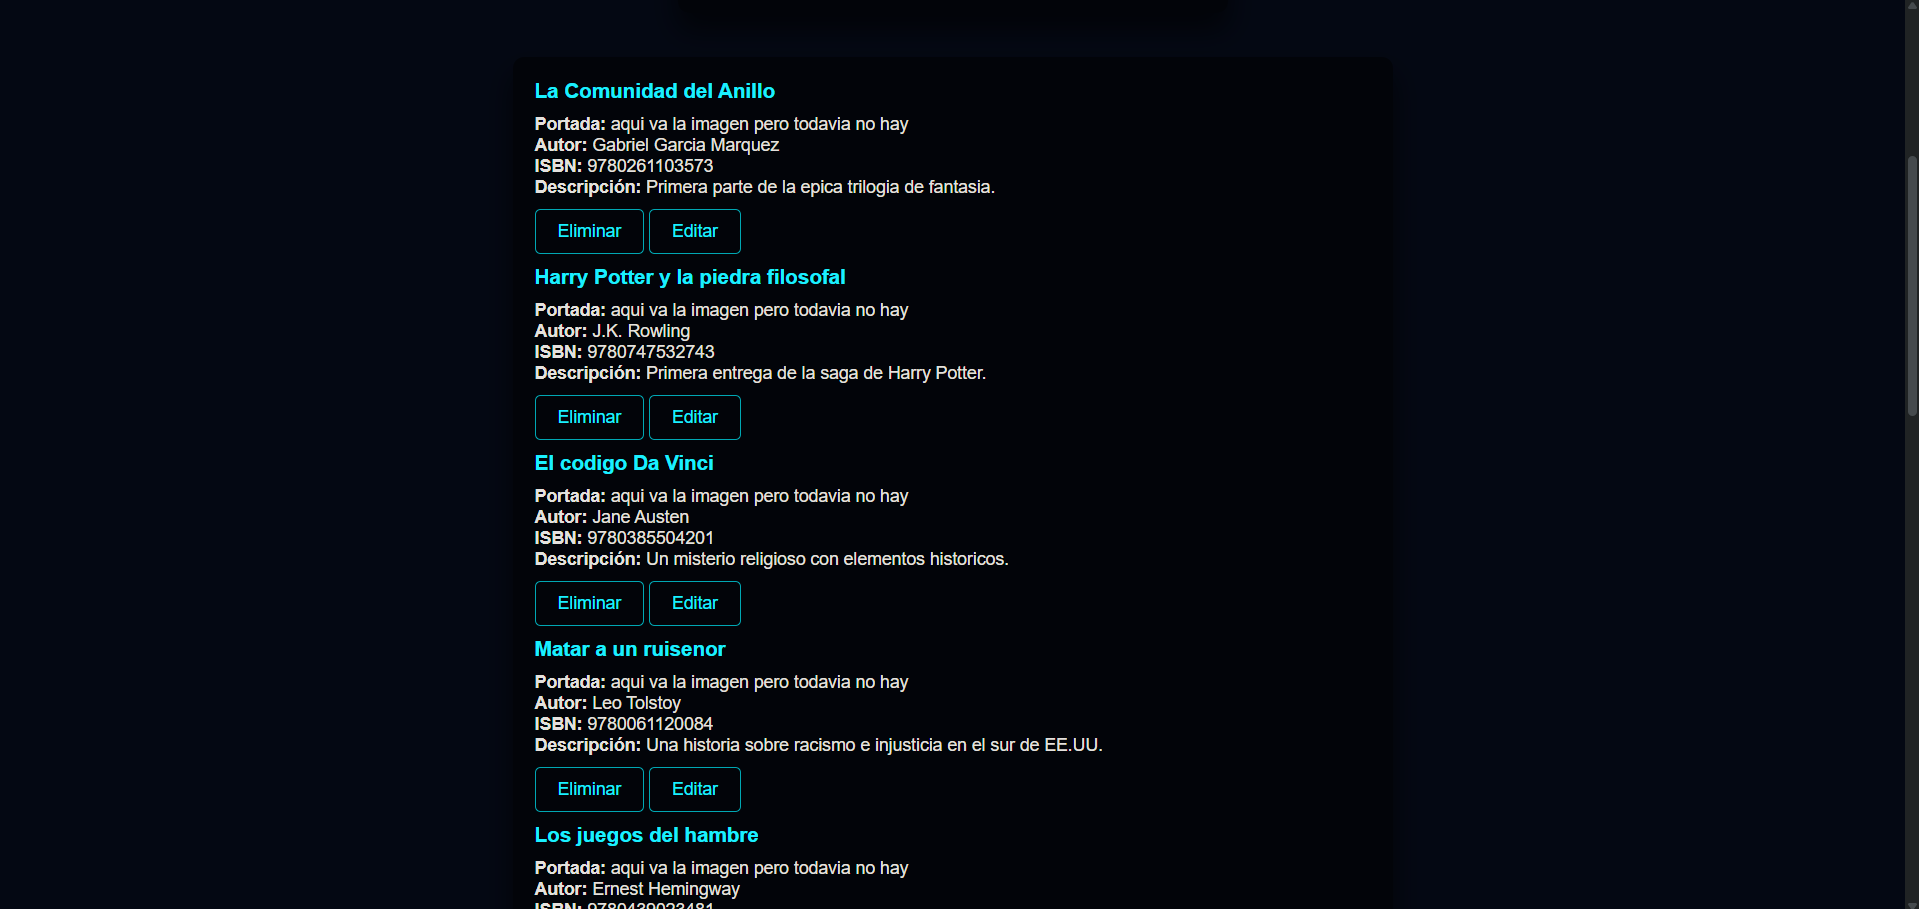 La Comunidad del Anillo
Portada: aqui va la imagen pero todavia no hay
Autor: Gabriel Garcia Marquez
ISBN: 9780261103573
Descripción: Primera parte de la epica trilogia de fantasia.
Eliminar Editar
Harry Potter y la piedra filosofal
Portada: aqui va la imagen pero todavia no hay
Autor: J.K. Rowling
ISBN: 9780747532743
Descripción: Primera entrega de la saga de Harry Potter.
Eliminar Editar
El codigo Da Vinci
Portada: aqui va la imagen pero todavia no hay
Autor: Jane Austen
ISBN: 9780385504201
Descripción: Un misterio religioso con elementos historicos.
Eliminar Editar
Matar a un ruisenor
Portada: aqui va la imagen pero todavia no hay
Autor: Leo Tolstoy
ISBN: 9780061120084
Descripción: Una historia sobre racismo e injusticia en el sur de EE.UU.
Eliminar Editar
Los juegos del hambre
Portada: aqui va la imagen pero todavia no hay
Autor: Ernest Hemingway
ISBN: 9780439023481